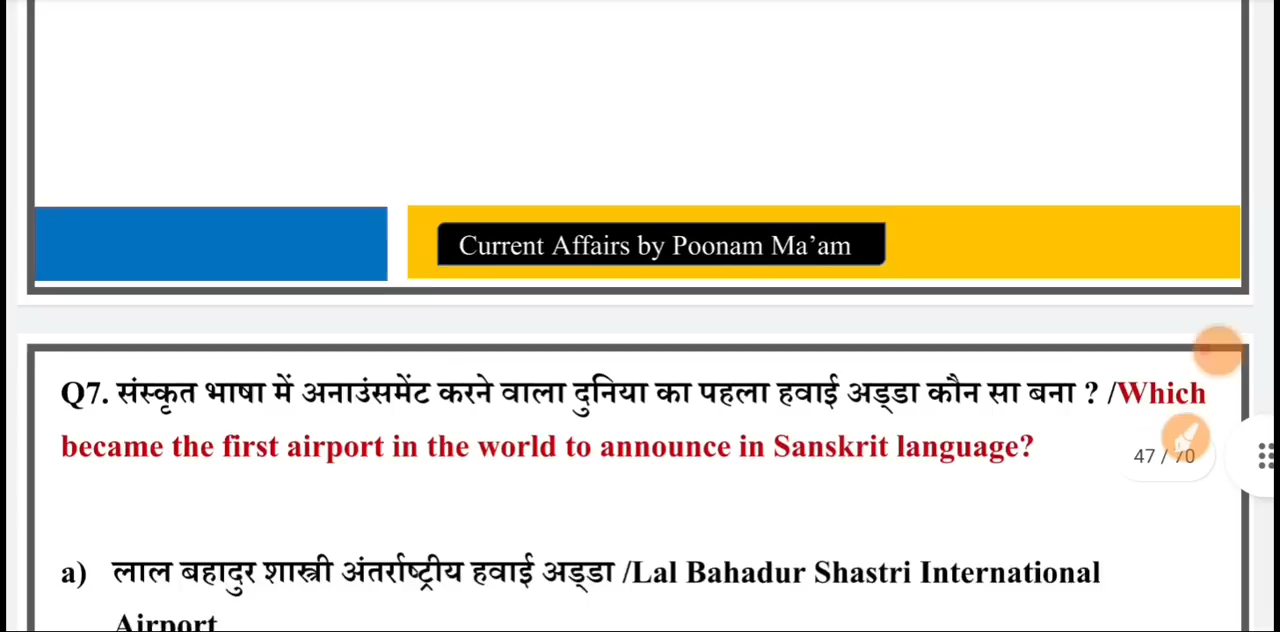 Current Affairs by Poonam Ma’am
Q7. संस्कृत भाषा में अनाउंसमेंट करने वाला दुनिया का पहला हवाई अड्डा कौन सा बना ? /Which
became the first airport in the world to announce in Sanskrit language?
47 / 70
a) लाल बहादुर शास्त्री अंतर्राष्ट्रीय हवाई अड्डा /Lal Bahadur Shastri International
Airport